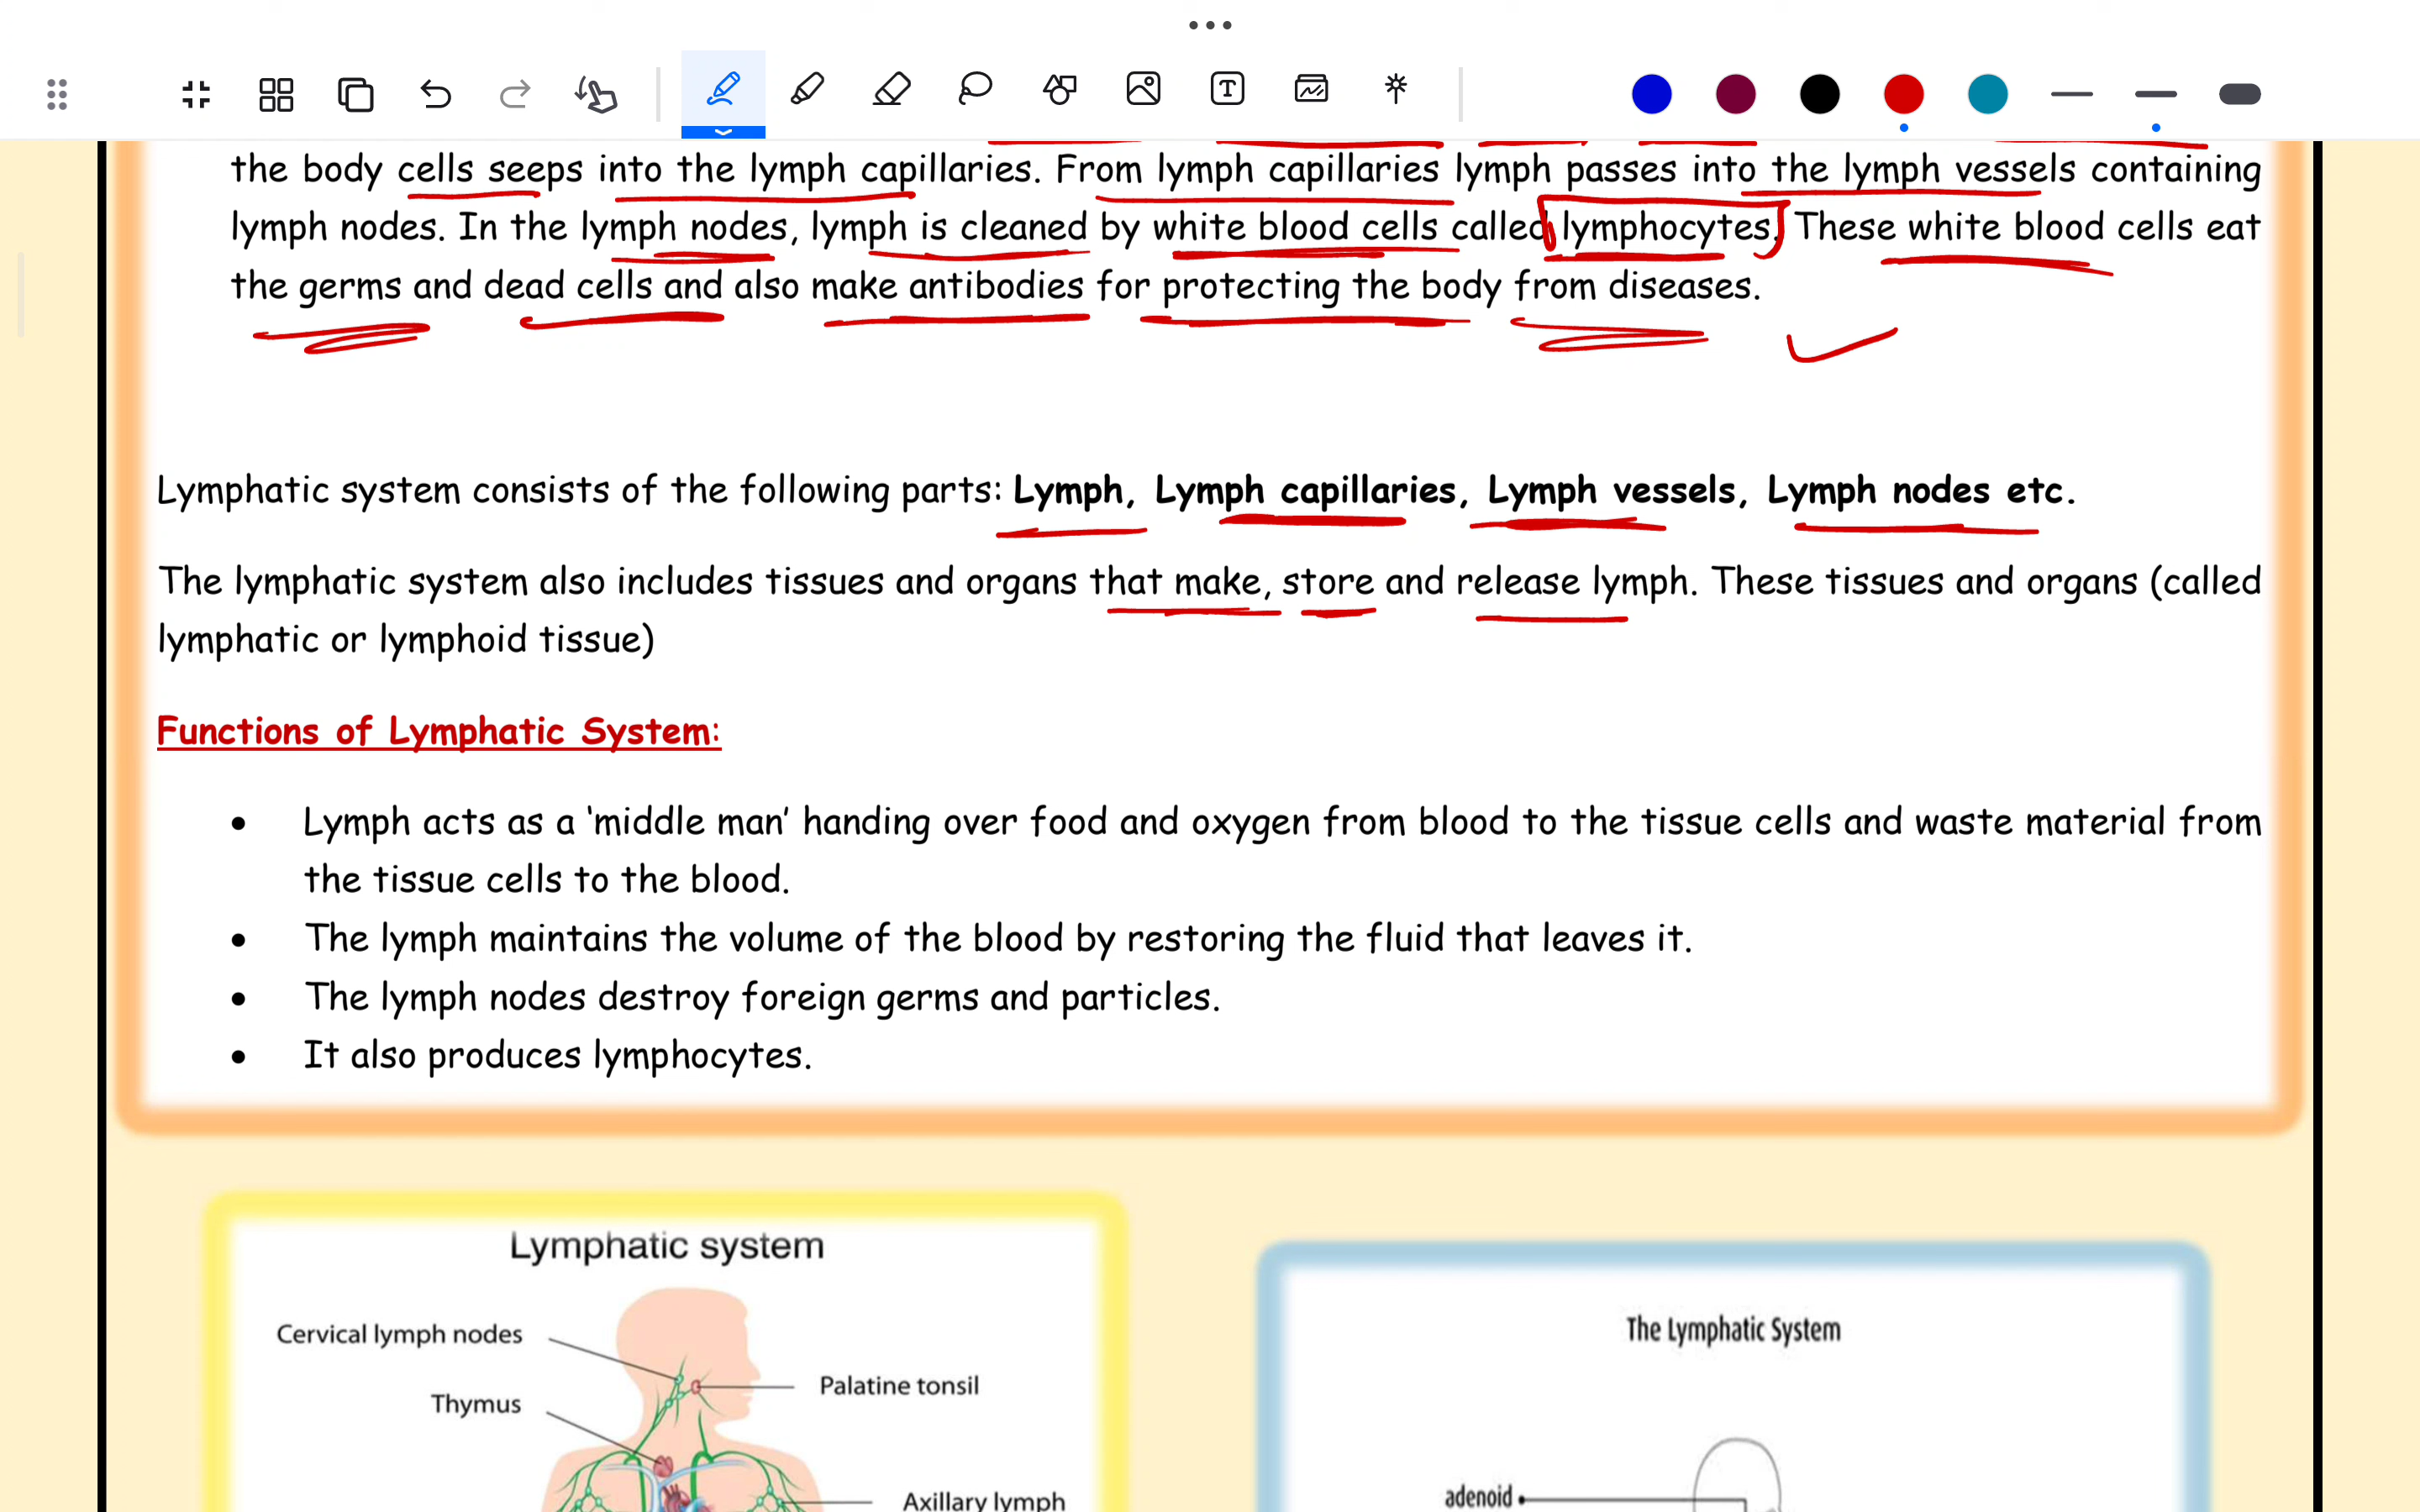 the body cells seeps into the lymph capillaries. From lymph capillaries lymph passes into the lymph vessels containing
lymph nodes. In the lymph nodes, lymph is cleaned by white blood cells called lymphocytes. These white blood cells eat
the germs and dead cells and also make antibodies for protecting the body from diseases.
Lymphatic system consists of the following parts: Lymph, Lymph capillaries, Lymph vessels, Lymph nodes etc.
The lymphatic system also includes tissues and organs that make, store and release lymph. These tissues and organs (called
lymphatic or lymphoid tissue)
Functions of Lymphatic System:
• Lymph acts as a ‘middle man’ handing over food and oxygen from blood to the tissue cells and waste material from
the tissue cells to the blood.
• The lymph maintains the volume of the blood by restoring the fluid that leaves it.
• The lymph nodes destroy foreign germs and particles.
• It also produces lymphocytes.
Lymphatic system
Cervical lymph nodes
Palatine tonsil
Thymus
Axillary lymph
The Lymphatic System
adenoid